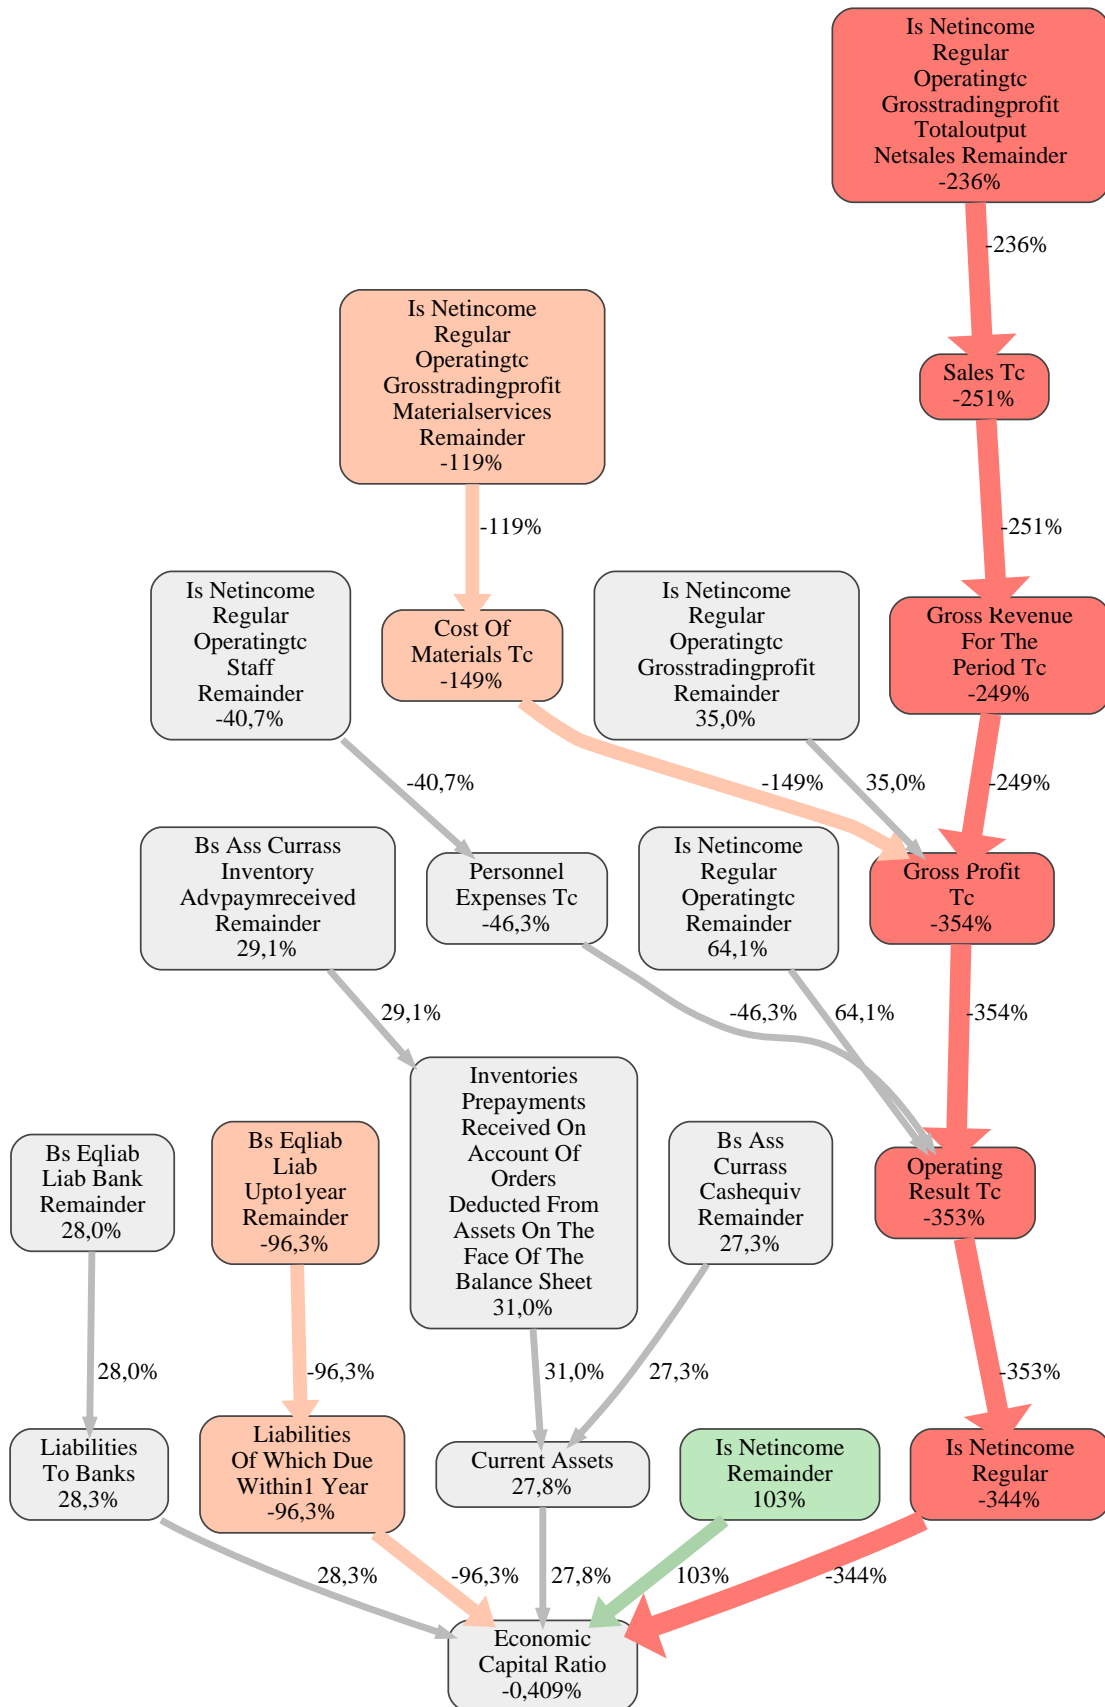 Is Netincome
Regular
Operatingtc
Grosstradingprofit
Totaloutput
Netsales Remainder
-236%
-236%
Is Netincome
Regular
Operatingtc
Grosstradingprofit
Materialservices
Remainder
-119%
Sales Tc
-251%
-119%
-251%
Is Netincome
Regular
Operatingtc
Staff
Remainder
-40,7%
Cost Of
Materials Tc
-149%
Is Netincome
Regular
Operatingtc
Grosstradingprofit
Remainder
35,0%
Gross Revenue
For The
Period Tc
-249%
-40,7%
-149%
35,0%
-249%
Bs Ass Currass
Inventory
Advpaymreceived
Remainder
29,1%
Personnel
Expenses Tc
-46,3%
Is Netincome
Regular
Operatingtc
Remainder
64,1%
Gross Profit
Tc
-354%
29,1%
-46,3%
64,1%
-354%
Bs Eqliab
Liab Bank
Remainder
28,0%
Bs Eqliab
Liab
Upto1year
Remainder
-96,3%
Inventories
Prepayments
Received On
Account Of
Orders
Deducted From
Assets On The
Face Of The
Balance Sheet
31,0%
Bs Ass
Currass
Cashequiv
Remainder
27,3%
Operating
Result Tc
-353%
28,0%
-96,3%
31,0%
27,3%
-353%
Liabilities
To Banks
28,3%
Liabilities
Of Which Due
Within1 Year
-96,3%
Current Assets
27,8%
Is Netincome
Remainder
103%
Is Netincome
Regular
-344%
28,3%
-96,3%
27,8%
103%
-344%
Economic
Capital Ratio
-0,409%